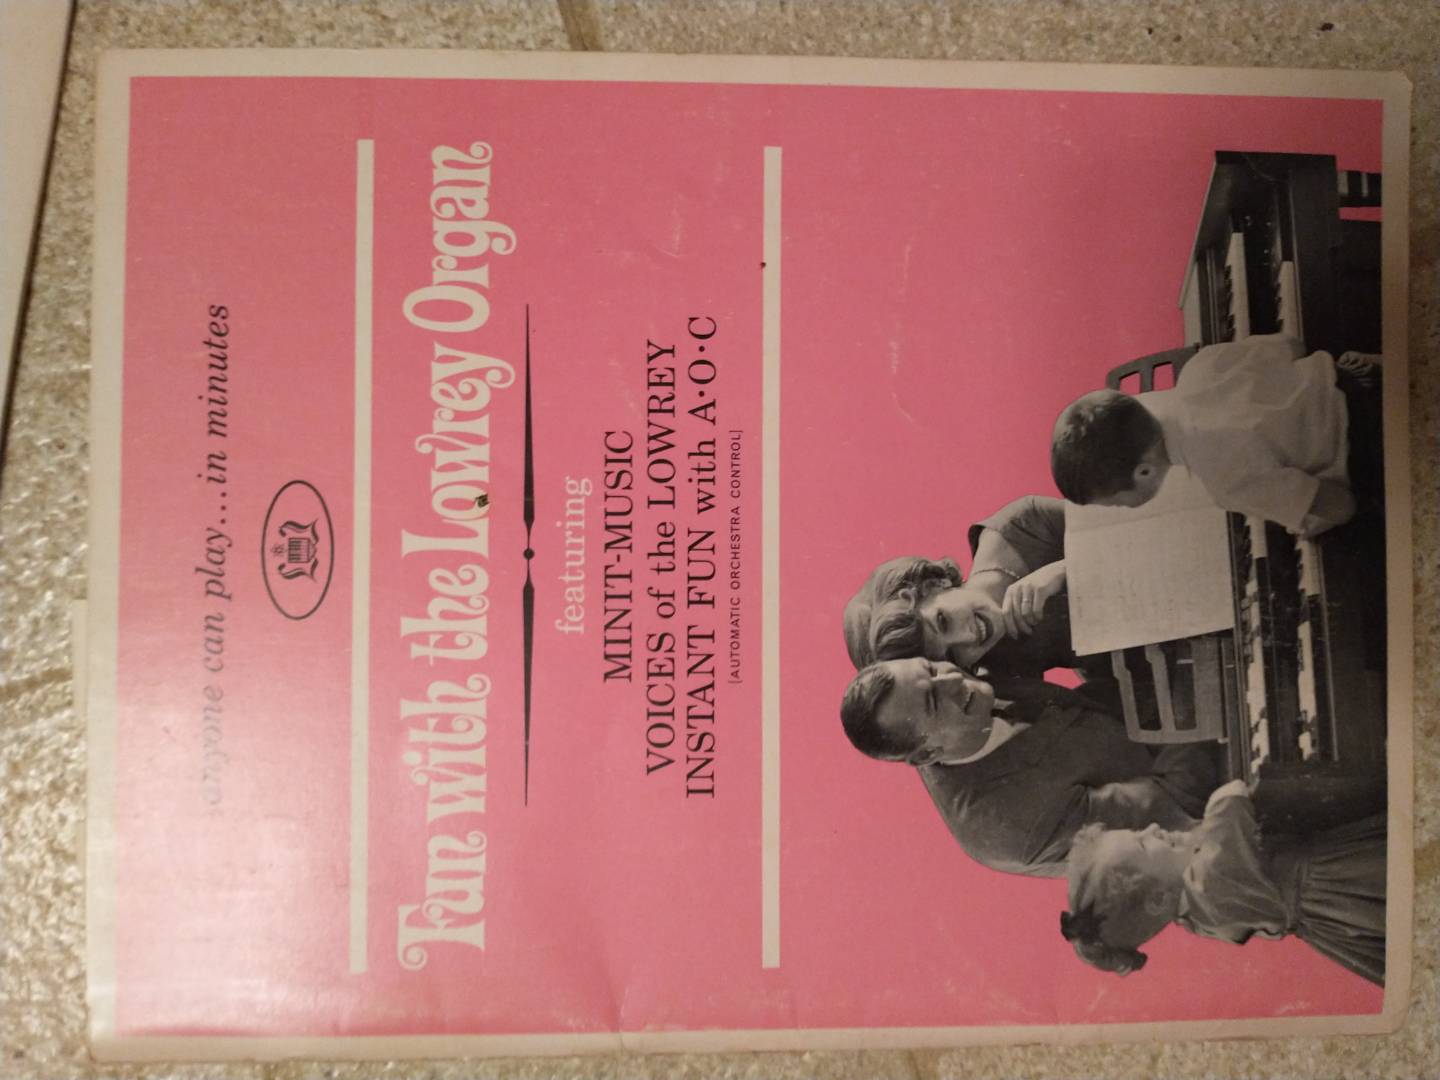 anyone can play...in minutes
Fun with the Lowrey Organ
featuring
MINIT-MUSIC
VOICES of the LOWREY
INSTANT FUN with A·O·C
[AUTOMATIC ORCHESTRA CONTROL]